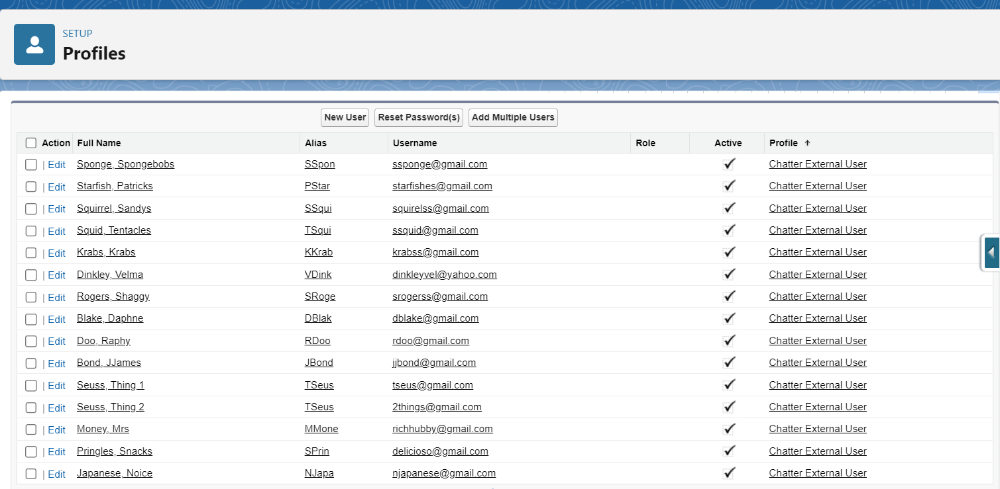 SETUP
Profiles
New User Reset Password(s) Add Multiple Users
Action Full Name Alias Username Role Active Profile ↑
| Edit Sponge, Spongebobs SSpon ssponge@gmail.com Chatter External User
| Edit Starfish, Patricks PStar starfishes@gmail.com Chatter External User
| Edit Squirrel, Sandys SSqui squirelss@gmail.com Chatter External User
| Edit Squid, Tentacles TSqui ssquid@gmail.com Chatter External User
| Edit Krabs, Krabs KKrab krabss@gmail.com Chatter External User
| Edit Dinkley, Velma VDink dinkleyvel@yahoo.com Chatter External User
| Edit Rogers, Shaggy SRoge srogerss@gmail.com Chatter External User
| Edit Blake, Daphne DBlak dblake@gmail.com Chatter External User
| Edit Doo, Raphy RDoo rdoo@gmail.com Chatter External User
| Edit Bond, JJames JBond jjbond@gmail.com Chatter External User
| Edit Seuss, Thing 1 TSeus tseus@gmail.com Chatter External User
| Edit Seuss, Thing 2 TSeus 2things@gmail.com Chatter External User
| Edit Money, Mrs MMone richhubby@gmail.com Chatter External User
| Edit Pringles, Snacks SPrin delicioso@gmail.com Chatter External User
| Edit Japanese, Noice NJapa njapanese@gmail.com Chatter External User